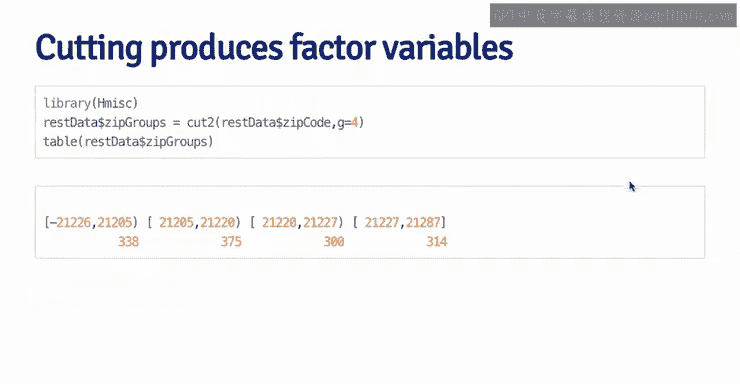 Cutting produces factor variables
library(Hmisc)
restData$zipGroups = cut2(restData$zipCode,g=4)
table(restData$zipGroups)
[-21226,21205) [ 21205,21220) [ 21220,21227) [ 21227,21287]
338 375 300 314